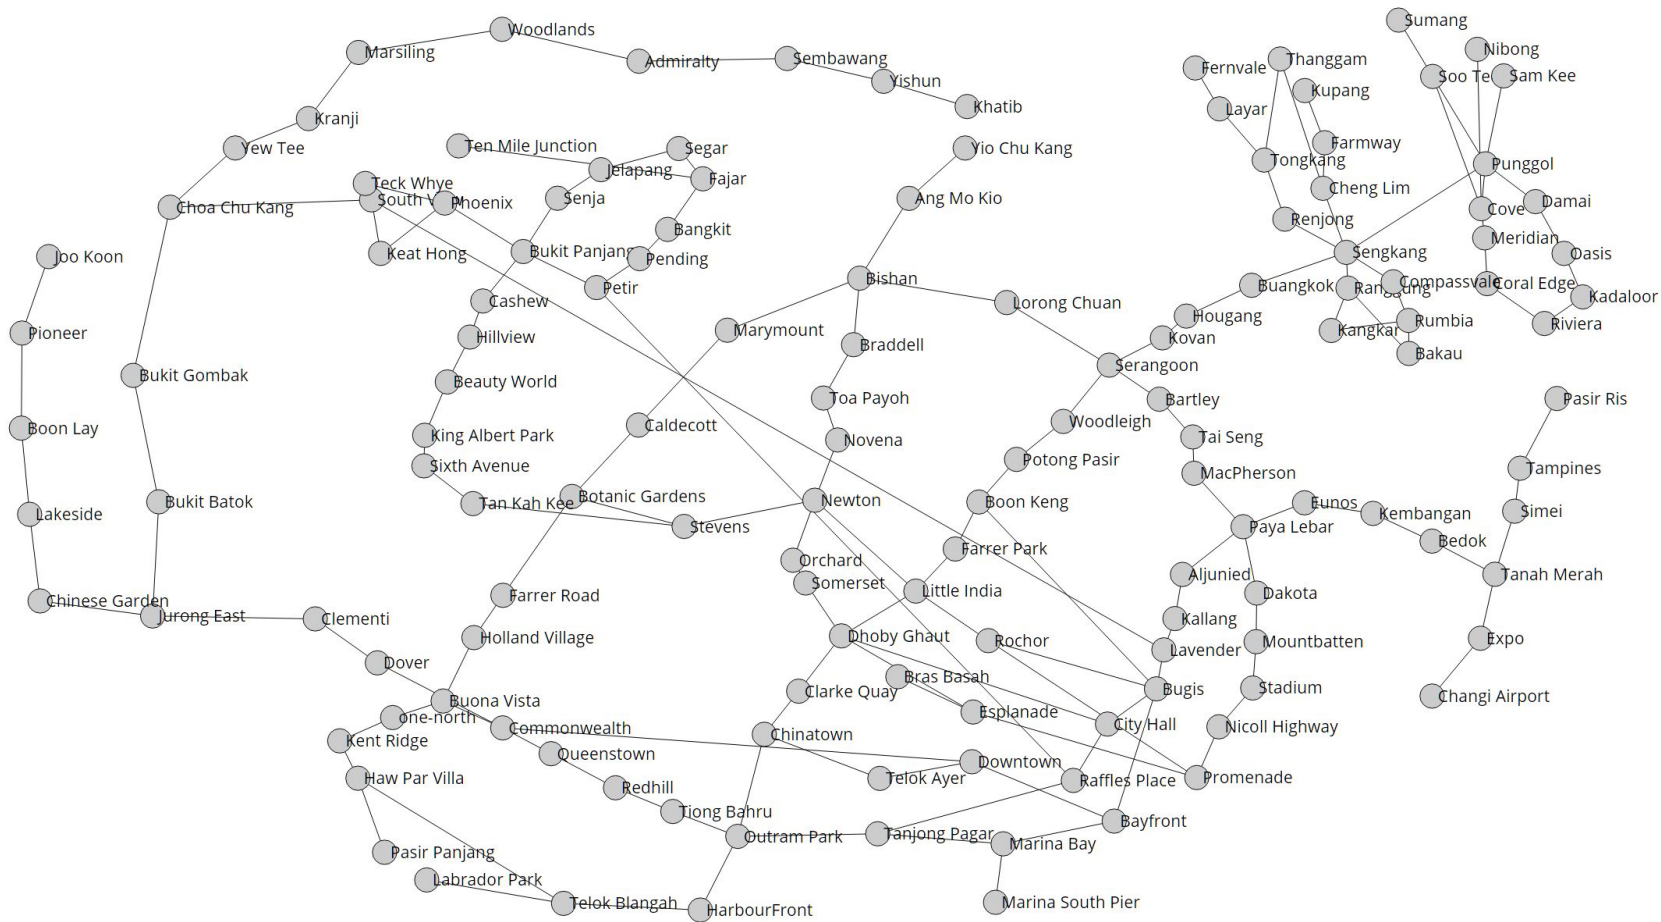 Sumang
Woodlands
Nibong
Marsiling
Admiralty
Sembawang
Thanggam
Fernvale
Soo Te
Sam Kee
Yishun
Kupang
Khatib
Layar
Kranji
Yew Tee
Ten Mile Junction
Segar
Yio Chu Kang
Farmway
Tongkang
Punggol
Jelapang
Fajar
Teck Whye
Cheng Lim
South V
Phoenix
Senja
Ang Mo Kio
Damai
Choa Chu Kang
Cove
Renjong
Meridian
Bangkit
Joo Koon
Keat Hong
Bukit Panjang
Pending
Sengkang
Oasis
Petir
Bishan
Buangkok
Compassvale
Coral Edge
Kadaloor
Cashew
Lorong Chuan
Hougang
Rumbia
Riviera
Pioneer
Hillview
Marymount
Kovan
Kangkar
Braddell
Bakau
Serangoon
Bukit Gombak
Beauty World
Toa Payoh
Bartley
Pasir Ris
Boon Lay
Caldecott
Woodleigh
King Albert Park
Novena
Tai Seng
Sixth Avenue
Potong Pasir
MacPherson
Tampines
Bukit Batok
Tan Kah Kee
Botanic Gardens
Newton
Boon Keng
Eunos
Lakeside
Kembangan
Simei
Stevens
Paya Lebar
Bedok
Farrer Park
Orchard
Aljunied
Tanah Merah
Somerset
Little India
Dakota
Chinese Garden
Farrer Road
Jurong East
Clementi
Kallang
Holland Village
Dhoby Ghaut
Rochor
Mountbatten
Expo
Lavender
Dover
Bras Basah
Clarke Quay
Bugis
Stadium
Changi Airport
Buona Vista
Esplanade
one-north
Commonwealth
City Hall
Nicoll Highway
Kent Ridge
Chinatown
Queenstown
Downtown
Haw Par Villa
Telok Ayer
Raffles Place
Promenade
Redhill
Tiong Bahru
Bayfront
Outram Park
Tanjong Pagar
Marina Bay
Pasir Panjang
Labrador Park
Telok Blangah
HarbourFront
Marina South Pier